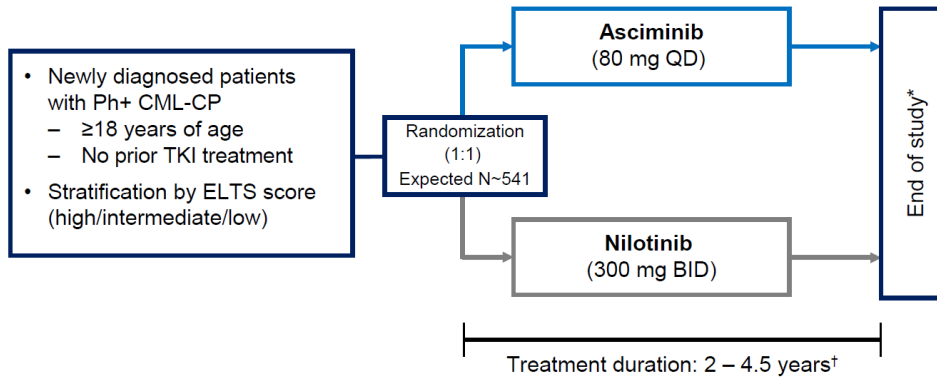 • Newly diagnosed patients
with Ph+ CML-CP
– ≥18 years of age
– No prior TKI treatment
• Stratification by ELTS score
(high/intermediate/low)
Randomization
(1:1)
Expected N~541
Asciminib
(80 mg QD)
Nilotinib
(300 mg BID)
End of study*
Treatment duration: 2 – 4.5 years†